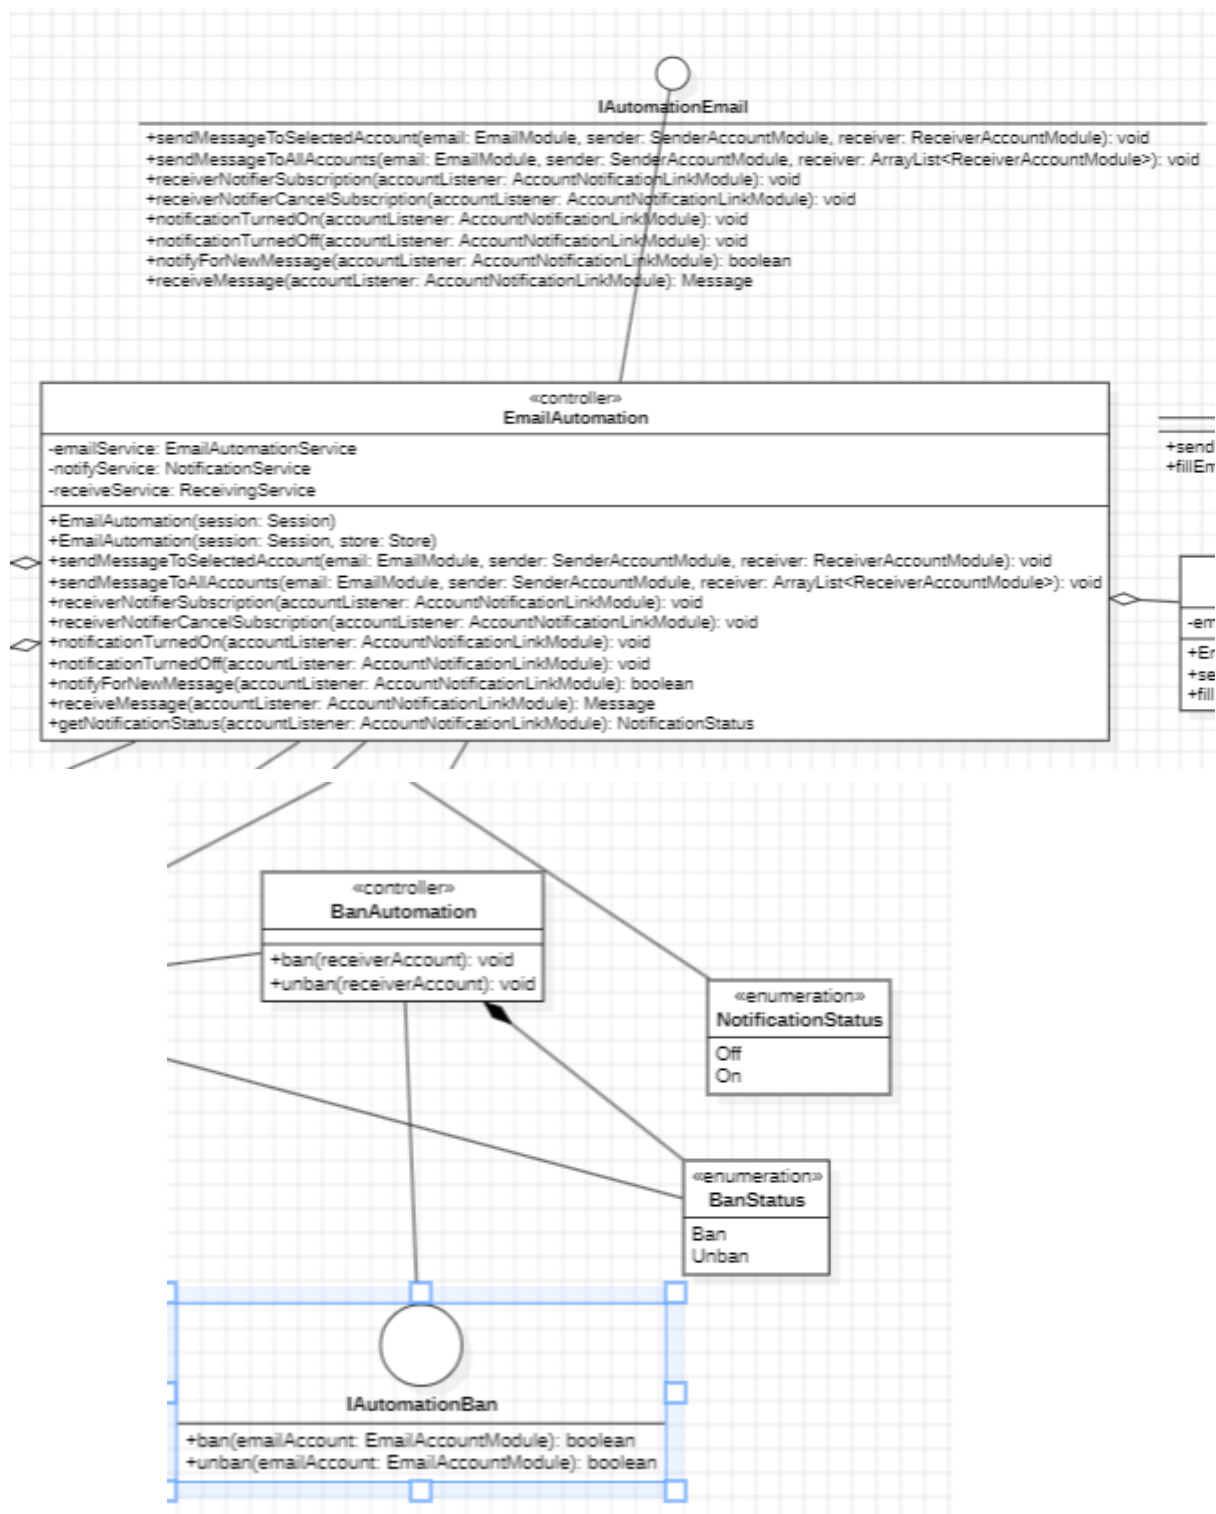 IAutomationEmail
+sendMessageToSelectedAccount(email: EmailModule, sender: SenderAccountModule, receiver: ReceiverAccountModule): void
+sendMessageToAllAccounts(email: EmailModule, sender: SenderAccountModule, receiver: ArrayList<ReceiverAccountModule>): void
+receiverNotifierSubscription(accountListener: AccountNotificationLinkModule): void
+receiverNotifierCancelSubscription(accountListener: AccountNotificationLinkModule): void
+notificationTurnedOn(accountListener: AccountNotificationLinkModule): void
+notificationTurnedOff(accountListener: AccountNotificationLinkModule): void
+notifyForNewMessage(accountListener: AccountNotificationLinkModule): boolean
+receiveMessage(accountListener: AccountNotificationLinkModule): Message
«controller»
EmailAutomation
-emailService: EmailAutomationService
-notifyService: NotificationService
-receiveService: ReceivingService
+EmailAutomation(session: Session)
+EmailAutomation(session: Session, store: Store)
+sendMessageToSelectedAccount(email: EmailModule, sender: SenderAccountModule, receiver: ReceiverAccountModule): void
+sendMessageToAllAccounts(email: EmailModule, sender: SenderAccountModule, receiver: ArrayList<ReceiverAccountModule>): void
+receiverNotifierSubscription(accountListener: AccountNotificationLinkModule): void
+receiverNotifierCancelSubscription(accountListener: AccountNotificationLinkModule): void
+notificationTurnedOn(accountListener: AccountNotificationLinkModule): void
+notificationTurnedOff(accountListener: AccountNotificationLinkModule): void
+notifyForNewMessage(accountListener: AccountNotificationLinkModule): boolean
+receiveMessage(accountListener: AccountNotificationLinkModule): Message
+getNotificationStatus(accountListener: AccountNotificationLinkModule): NotificationStatus
+send
+fillEm
-em
+En
+se
+fill
«controller»
BanAutomation
+ban(receiverAccount): void
+unban(receiverAccount): void
«enumeration»
NotificationStatus
Off
On
«enumeration»
BanStatus
Ban
Unban
IAutomationBan
+ban(emailAccount: EmailAccountModule): boolean
+unban(emailAccount: EmailAccountModule): boolean